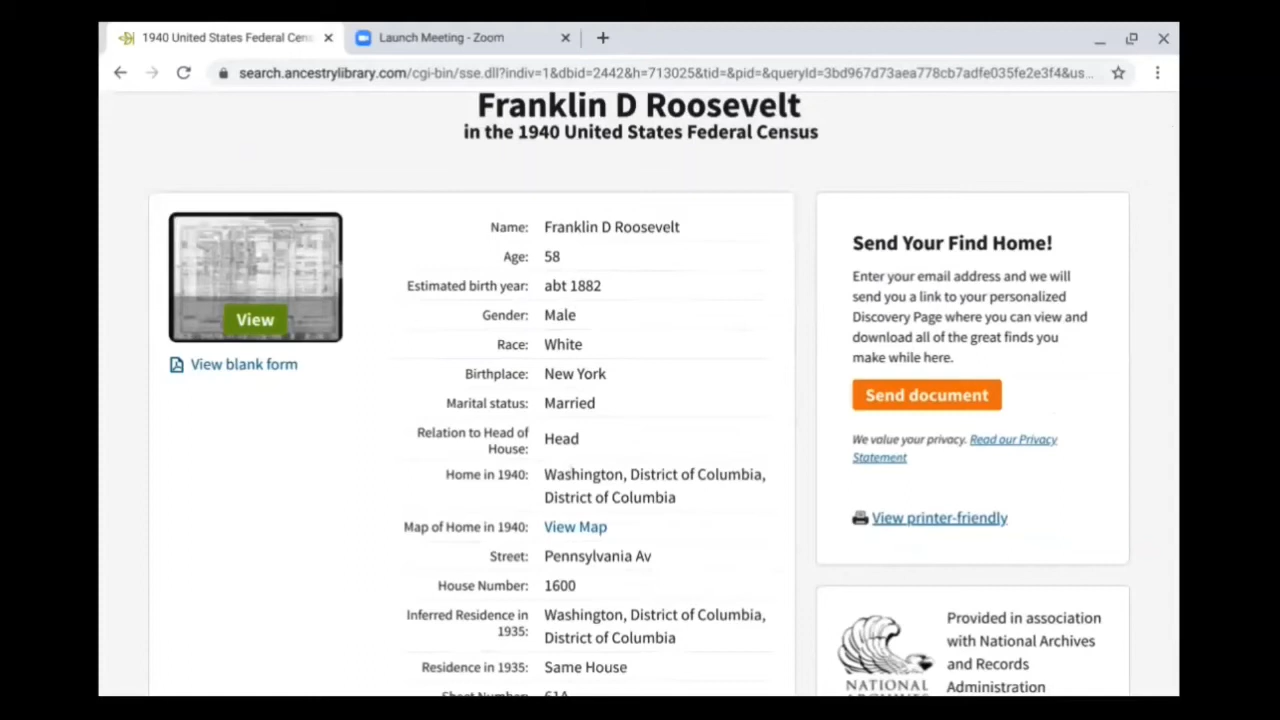 1940 United States Federal Cens
Launch Meeting - Zoom
search.ancestrylibrary.com/cgi-bin/sse.dll?indiv=1&dbid=2442&h=713025&tid=&pid=&queryId=3bd967d73aea778cb7adfe035fe2e3f4&us...
Franklin D Roosevelt
in the 1940 United States Federal Census
View
View blank form
Name: Franklin D Roosevelt
Age: 58
Estimated birth year: abt 1882
Gender: Male
Race: White
Birthplace: New York
Marital status: Married
Relation to Head of
House: Head
Home in 1940: Washington, District of Columbia,
District of Columbia
Map of Home in 1940: View Map
Street: Pennsylvania Av
House Number: 1600
Inferred Residence in
1935: Washington, District of Columbia,
District of Columbia
Residence in 1935: Same House
Sheet Number: 61A
Send Your Find Home!
Enter your email address and we will
send you a link to your personalized
Discovery Page where you can view and
download all of the great finds you
make while here.
Send document
We value your privacy. Read our Privacy
Statement
View printer-friendly
NATIONAL
ARCHIVES
Provided in association
with National Archives
and Records
Administration